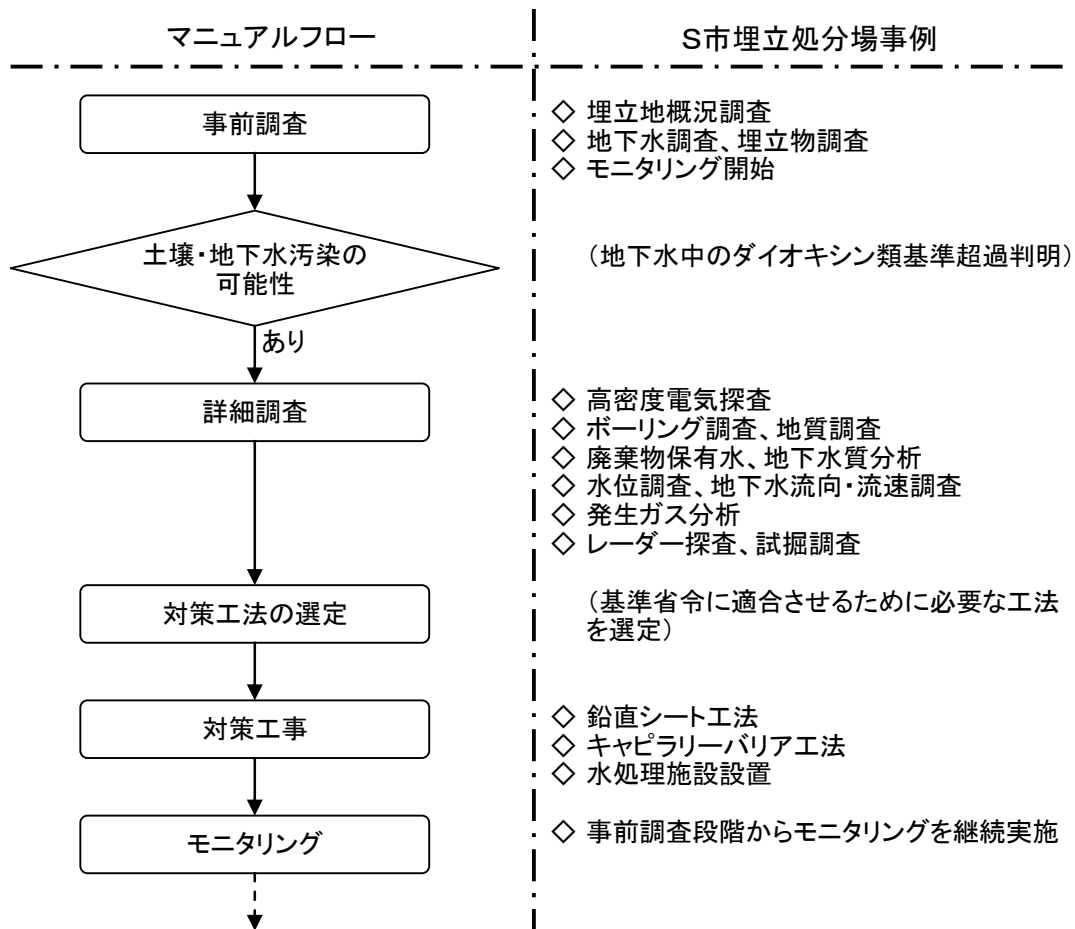 マニュアルフロー
S市埋立処分場事例
事前調査
◇ 埋立地概況調査
◇ 地下水調査、埋立物調査
◇ モニタリング開始
土壌・地下水汚染の
可能性
（地下水中のダイオキシン類基準超過判明）
あり
詳細調査
◇ 高密度電気探査
◇ ボーリング調査、地質調査
◇ 廃棄物保有水、地下水質分析
◇ 水位調査、地下水流向・流速調査
◇ 発生ガス分析
◇ レーダー探査、試掘調査
対策工法の選定
（基準省令に適合させるために必要な工法
を選定）
対策工事
◇ 鉛直シート工法
◇ キャピラリーバリア工法
◇ 水処理施設設置
モニタリング
◇ 事前調査段階からモニタリングを継続実施